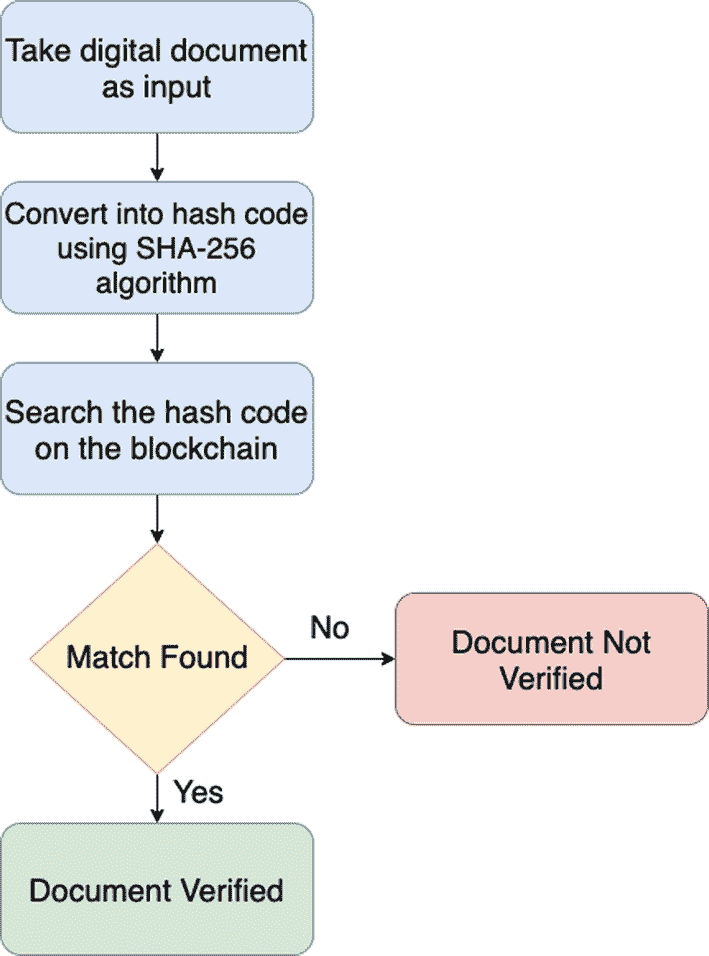 Take digital document
as input
Convert into hash code
using SHA-256
algorithm
Search the hash code
on the blockchain
Match Found
No
Document Not
Verified
Yes
Document Verified